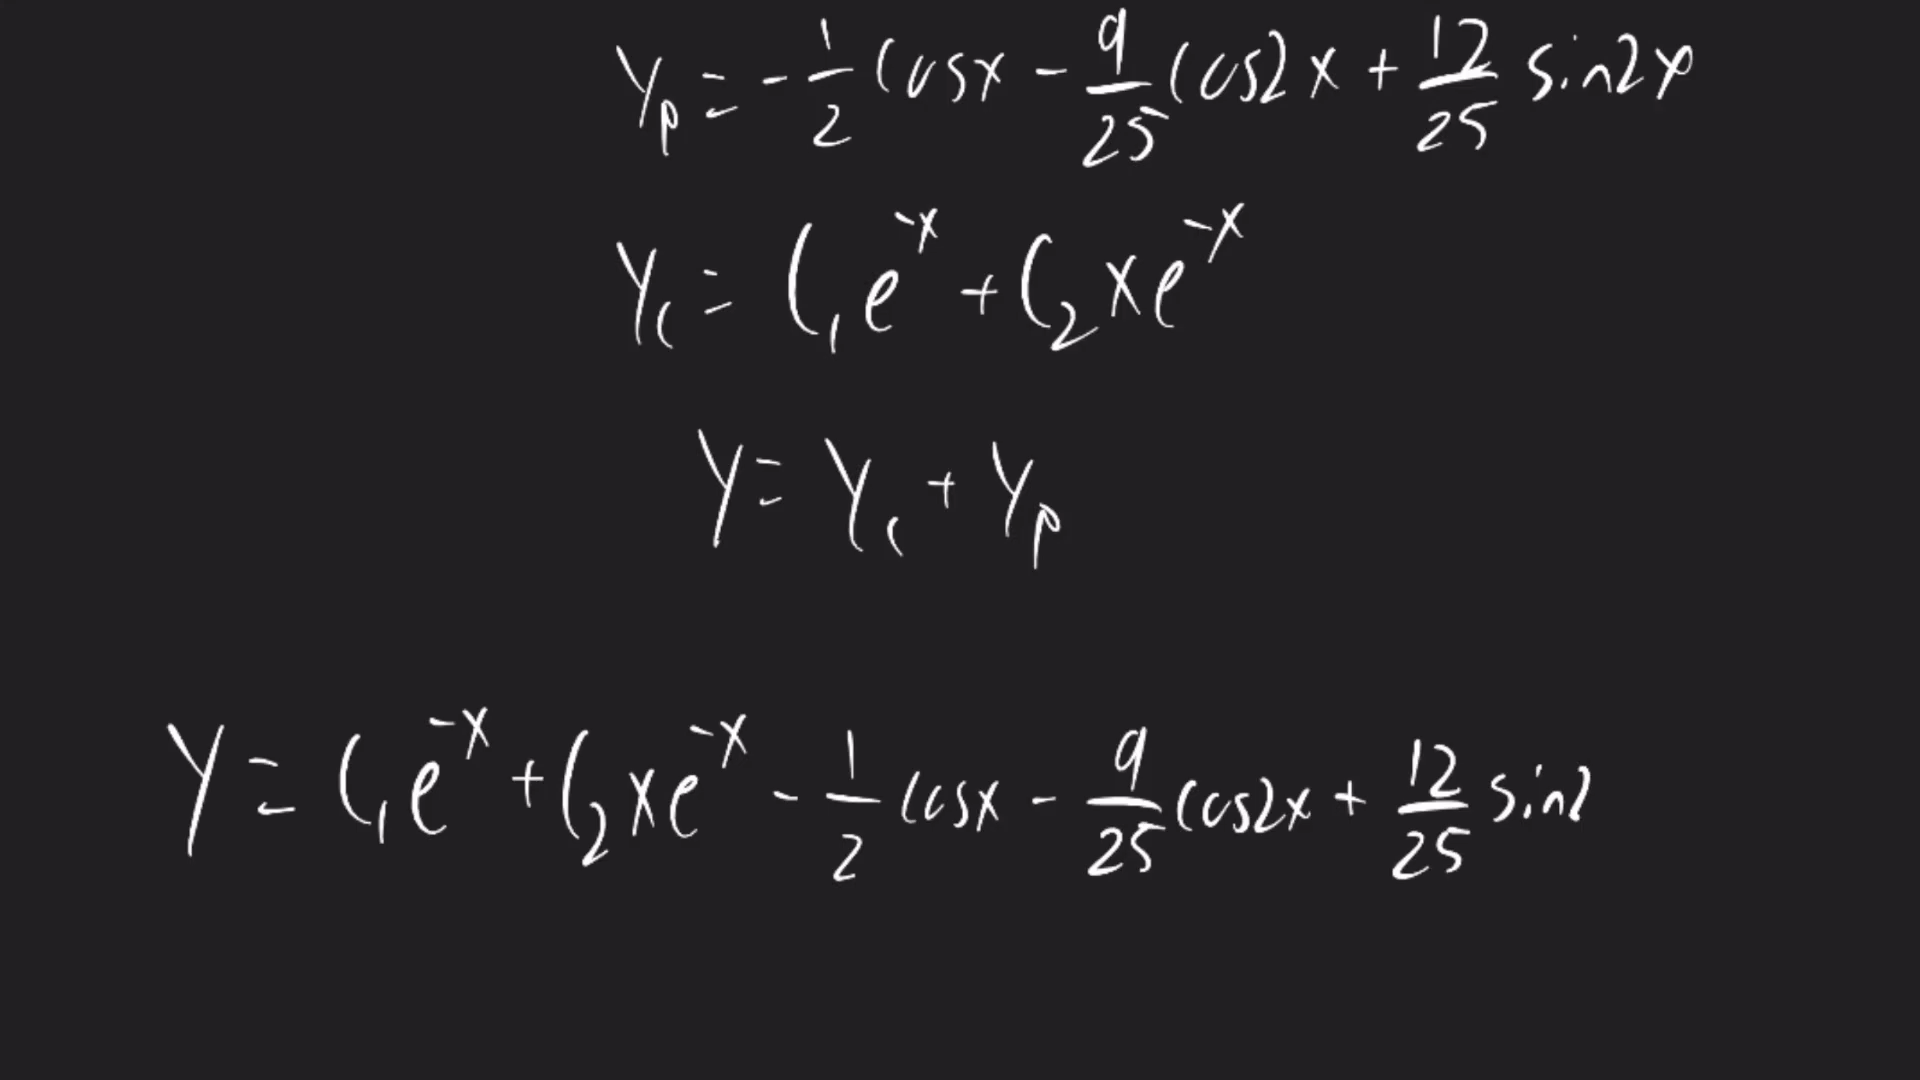 Yp = -1/2 cosx - 9/25 cos2x + 12/25 sin2x
Yc = C₁e⁻ˣ + C₂xe⁻ˣ
Y = Yc + Yp
Y = C₁e⁻ˣ + C₂xe⁻ˣ - 1/2 cosx - 9/25 cos2x + 12/25 sin2